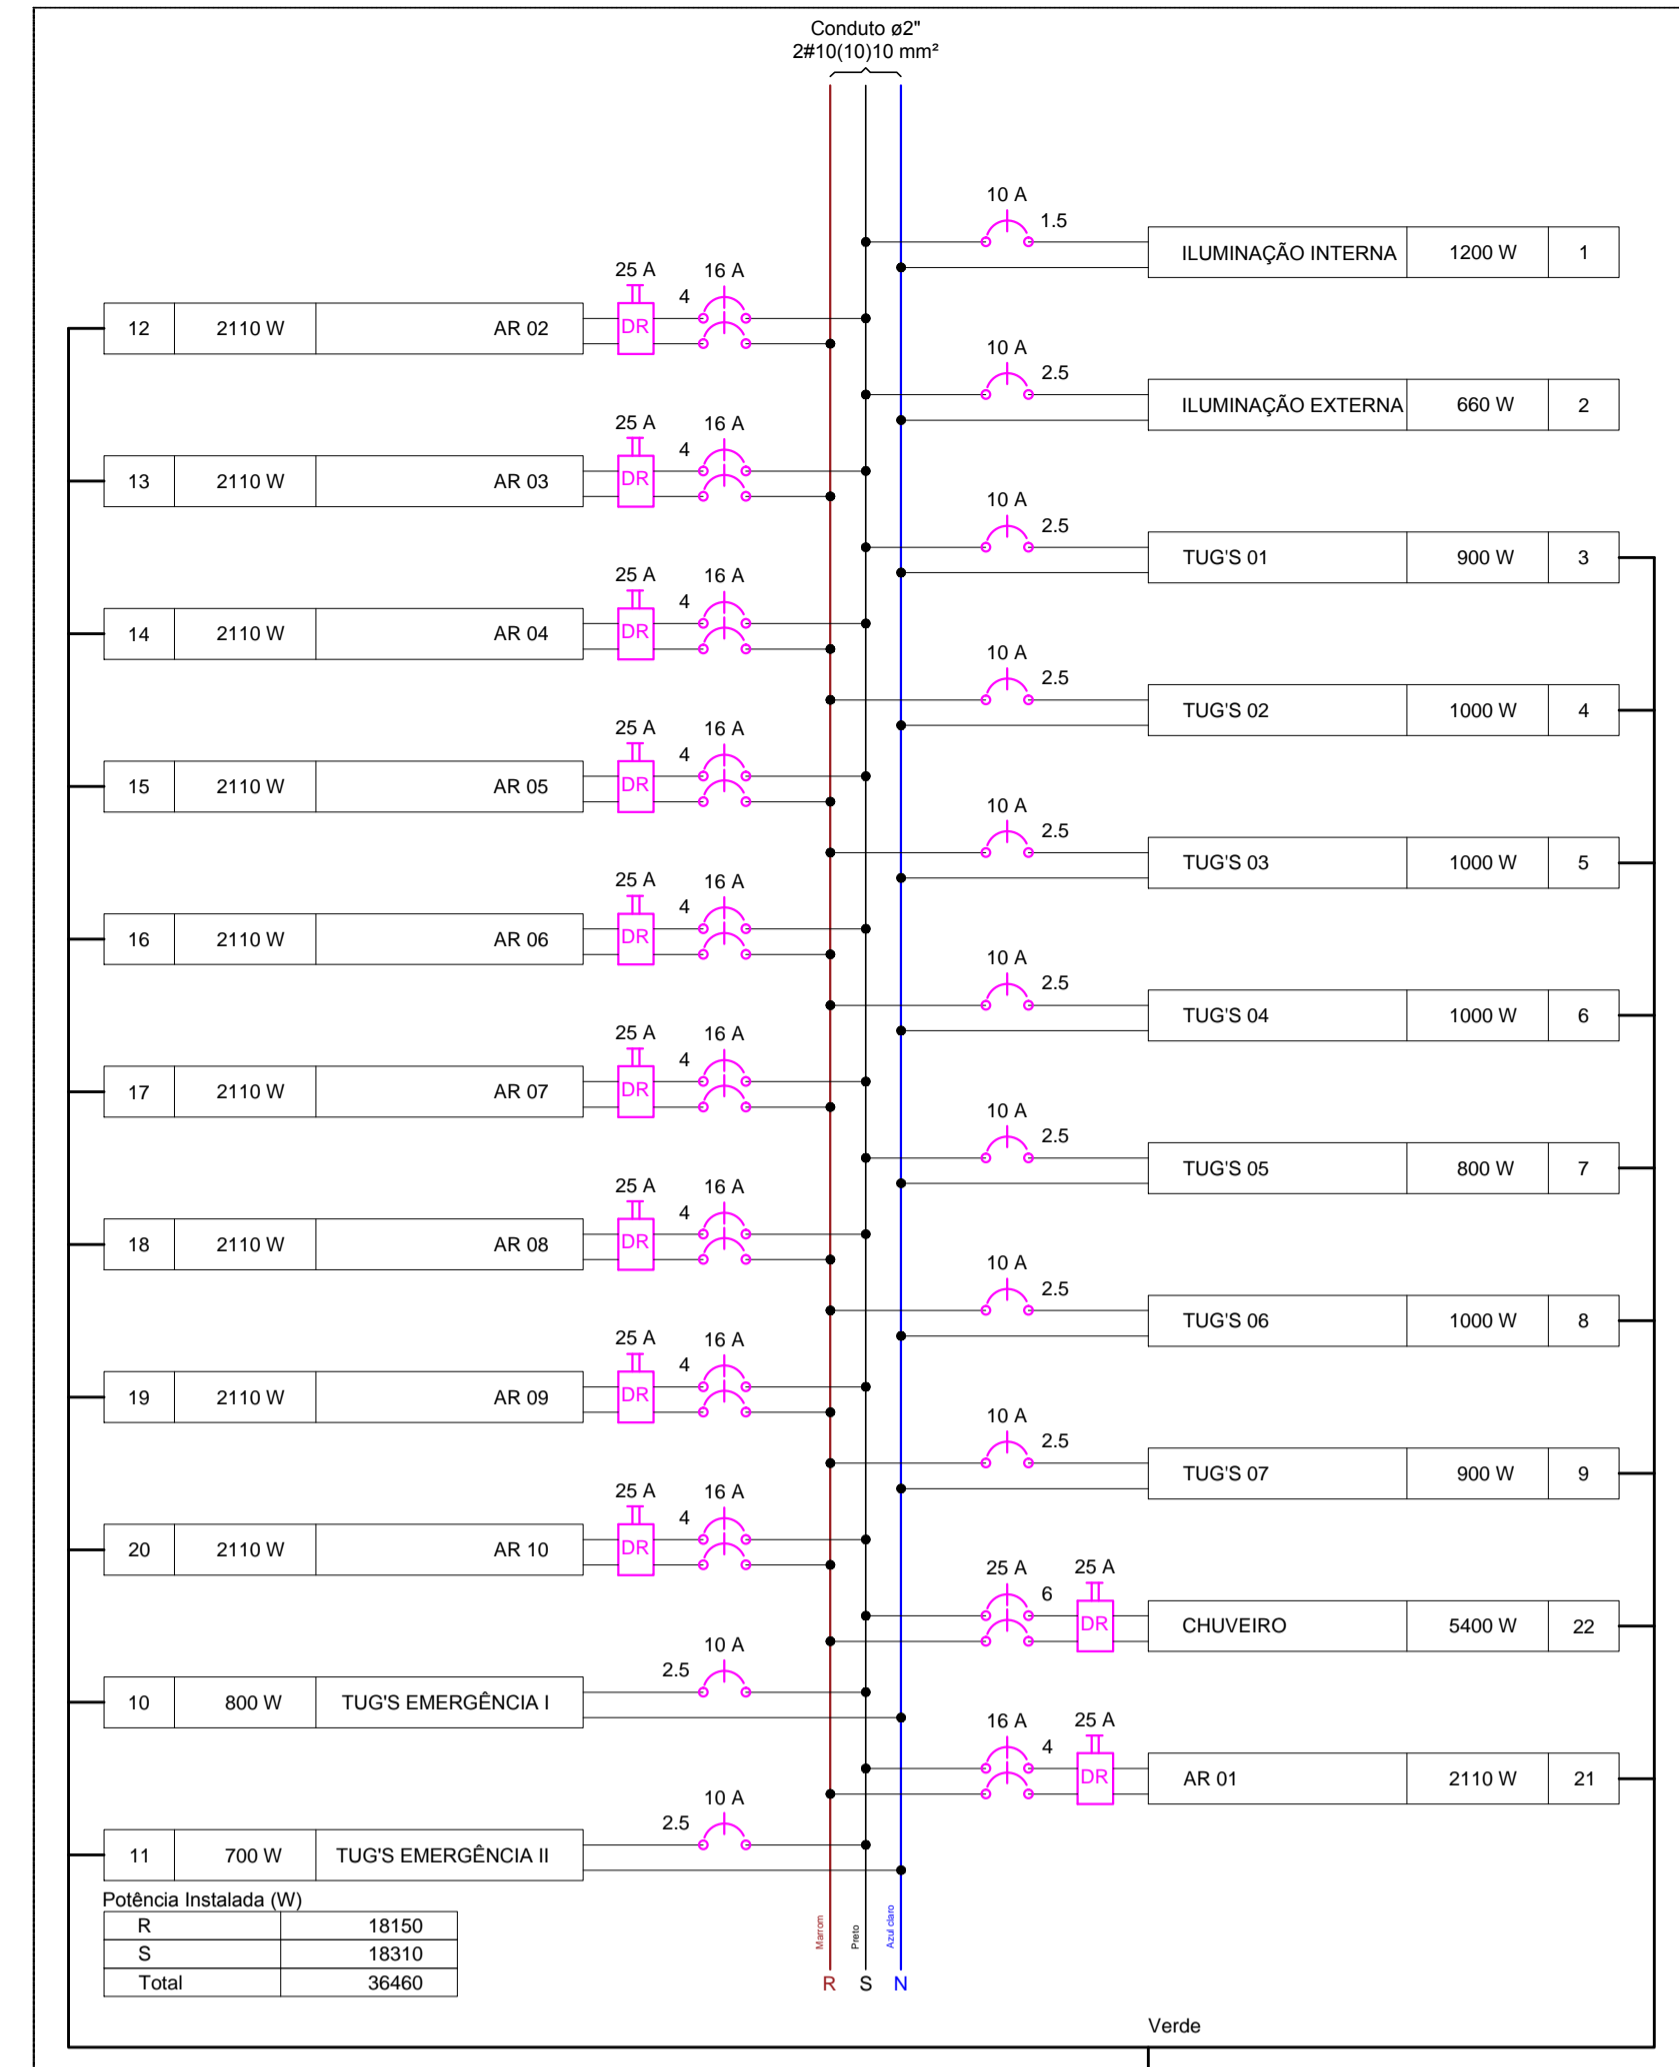 Conduto ø2"
2#10(10)10 mm²
10 A
1.5
ILUMINAÇÃO INTERNA 1200 W 1
25 A 16 A
4
12 2110 W AR 02 DR
10 A
2.5
ILUMINAÇÃO EXTERNA 660 W 2
25 A 16 A
4
13 2110 W AR 03 DR
10 A
2.5
TUG'S 01 900 W 3
25 A 16 A
4
14 2110 W AR 04 DR
10 A
2.5
TUG'S 02 1000 W 4
25 A 16 A
4
15 2110 W AR 05 DR
10 A
2.5
TUG'S 03 1000 W 5
25 A 16 A
4
16 2110 W AR 06 DR
10 A
2.5
TUG'S 04 1000 W 6
25 A 16 A
4
17 2110 W AR 07 DR
10 A
2.5
TUG'S 05 800 W 7
25 A 16 A
4
18 2110 W AR 08 DR
10 A
2.5
TUG'S 06 1000 W 8
25 A 16 A
4
19 2110 W AR 09 DR
10 A
2.5
TUG'S 07 900 W 9
25 A 16 A
4
20 2110 W AR 10 DR
25 A 25 A
6
DR CHUVEIRO 5400 W 22
10 A
2.5
10 800 W TUG'S EMERGÊNCIA I
16 A 25 A
4
DR AR 01 2110 W 21
10 A
2.5
11 700 W TUG'S EMERGÊNCIA II
Potência Instalada (W)
R 18150
S 18310
Total 36460
Marrom
Preto
Azul claro
R S N
Verde